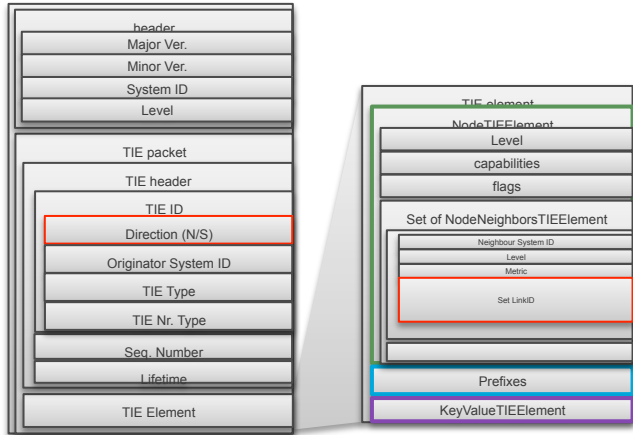 header
Major Ver.
Minor Ver.
System ID
Level
TIE packet
TIE header
TIE ID
Direction (N/S)
Originator System ID
TIE Type
TIE Nr. Type
Seq. Number
Lifetime
TIE Element
TIE element
NodeTIEElement
Level
capabilities
flags
Set of NodeNeighborsTIEElement
Neighbour System ID
Level
Metric
Set LinkID
Prefixes
KeyValueTIEElement